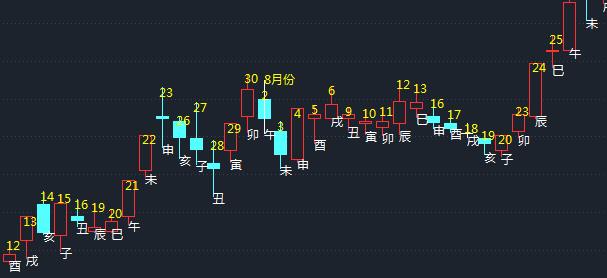 12
酉
13
戌
14
亥
15
子
16
丑
19
辰
20
巳
21
午
22
未
23
申
26
亥
27
子
28
丑
29
寅
30
卯
8月份
2
午
3
未
4
申
5
酉
6
戌
9
丑
10
寅
11
卯
12
辰
13
巳
16
申
17
酉
18
戌
19
亥
20
子
23
卯
24
辰
25
巳
午
未